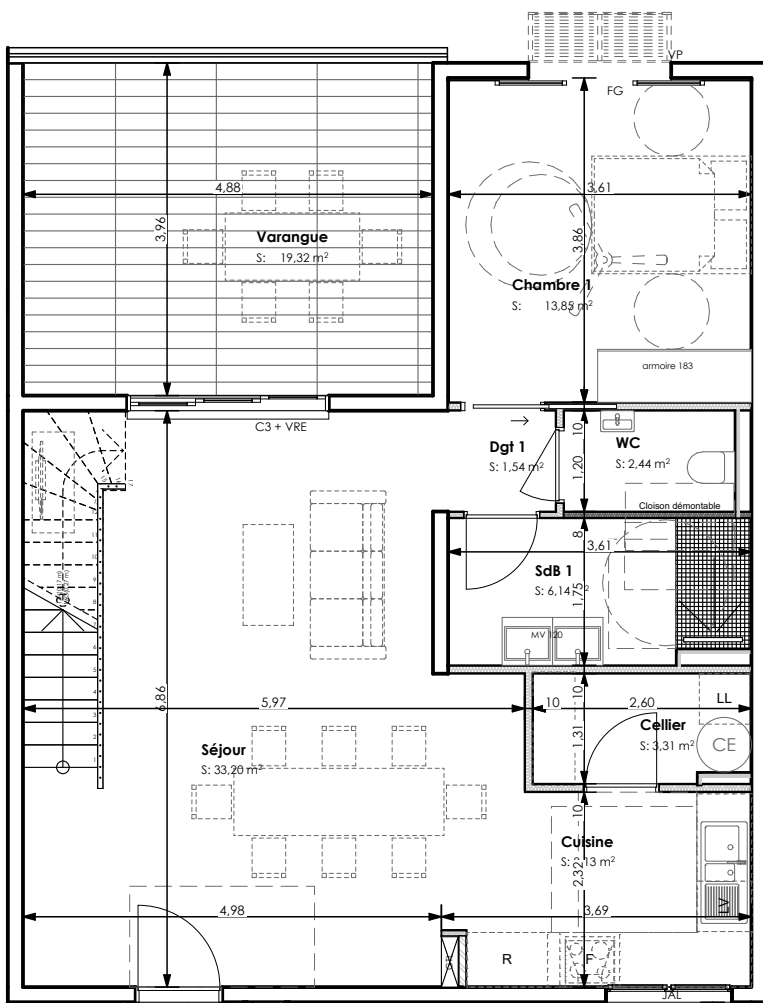 VP
FG
4,88
3,61
3,96
3,86
Varangue
S: 19,32 m²
Chambre 1
S: 13,85 m²
armoire 183
C3 + VRE
Dgt 1
S: 1,54 m²
10
1,20
WC
S: 2,44 m²
Cloison démontable
8
3,61
SdB 1
S: 6,14 m²
1,75
MV 120
6,86
5,97
10
10
2,60
LL
1,31
Cellier
S: 3,31 m²
CE
Séjour
S: 33,20 m²
10
Cuisine
S: 13 m²
2,32
LV
4,98
3,69
R
F
JAL